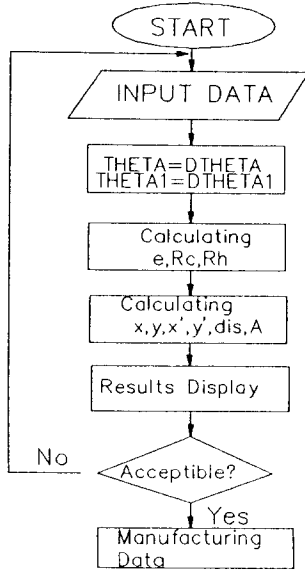 START
INPUT DATA
THETA=DTHETA
THETA1=DTHETA1
Calculating
e,Rc,Rh
Calculating
x,y,x',y',dis,A
Results Display
Acceptible?
No
Yes
Manufacturing
Data